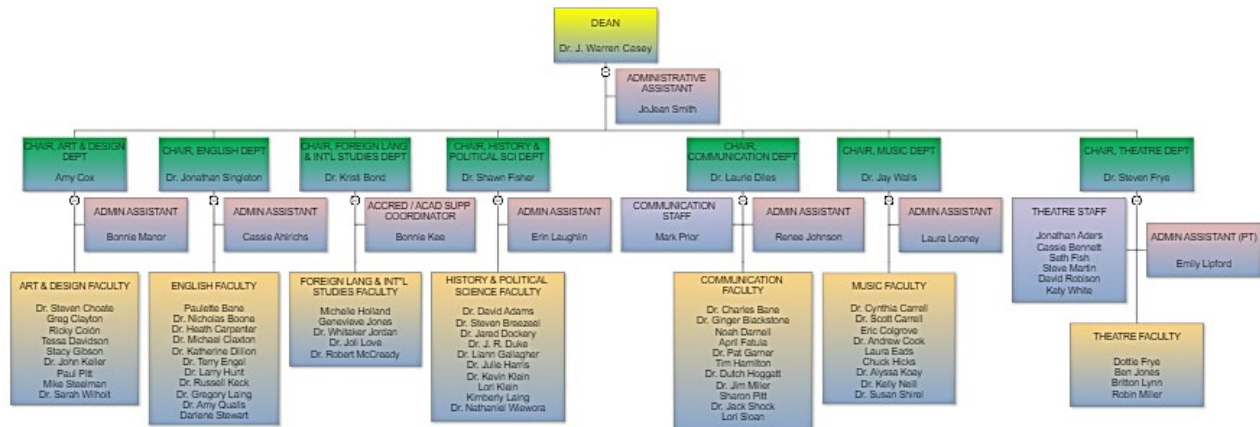 DEAN
Dr. J. Warren Casey
ADMINISTRATIVE
ASSISTANT
JoJean Smith
CHAIR, ART & DESIGN
DEPT
Amy Cox
CHAIR, ENGLISH DEPT
Dr. Jonathan Singleton
CHAIR, FOREIGN LANG
& INT'L STUDIES DEPT
Dr. Kristi Bond
CHAIR, HISTORY &
POLITICAL SCI DEPT
Dr. Shawn Fisher
CHAIR,
COMMUNICATION DEPT
Dr. Laurie Diles
CHAIR, MUSIC DEPT
Dr. Jay Walls
CHAIR, THEATRE DEPT
Dr. Steven Frye
ADMIN ASSISTANT
Bonnie Manor
ADMIN ASSISTANT
Cassie Ahlrichs
ACCRED / ACAD SUPP
COORDINATOR
Bonnie Kee
ADMIN ASSISTANT
Erin Laughlin
COMMUNICATION
STAFF
Mark Prior
ADMIN ASSISTANT
Renee Johnson
ADMIN ASSISTANT
Laura Looney
THEATRE STAFF
Jonathan Aders
Cassie Bennett
Seth Fish
Steve Martin
David Robison
Katy White
ADMIN ASSISTANT (PT)
Emily Lipford
ART & DESIGN FACULTY
Dr. Steven Choate
Greg Clayton
Ricky Colón
Tessa Davidson
Stacy Gibson
Dr. John Keller
Paul Pitt
Mike Steelman
Dr. Sarah Wilhoit
ENGLISH FACULTY
Paulette Bane
Dr. Nicholas Boone
Dr. Heath Carpenter
Dr. Michael Claxton
Dr. Katherine Dillion
Dr. Terry Engel
Dr. Larry Hunt
Dr. Russell Keck
Dr. Gregory Laing
Dr. Amy Qualls
Darlene Stewart
FOREIGN LANG & INT'L
STUDIES FACULTY
Michelle Holland
Genevieve Jones
Dr. Whitaker Jordan
Dr. Joli Love
Dr. Robert McCready
HISTORY & POLITICAL
SCIENCE FACULTY
Dr. David Adams
Dr. Steven Breezeel
Dr. Jared Dockery
Dr. J. R. Duke
Dr. Liann Gallagher
Dr. Julie Harris
Dr. Kevin Klein
Lori Klein
Kimberly Laing
Dr. Nathaniel Wiewora
COMMUNICATION
FACULTY
Dr. Charles Bane
Dr. Ginger Blackstone
Noah Darnell
April Fatula
Dr. Pat Garner
Tim Hamilton
Dr. Dutch Hoggatt
Dr. Jim Miller
Sharon Pitt
Dr. Jack Shock
Lori Sloan
MUSIC FACULTY
Dr. Cynthia Carrell
Dr. Scott Carrell
Eric Colgrove
Dr. Andrew Cook
Laura Eads
Chuck Hicks
Dr. Alyssa Koay
Dr. Kelly Neill
Dr. Susan Shirel
THEATRE FACULTY
Dottie Frye
Ben Jones
Britton Lynn
Robin Miller